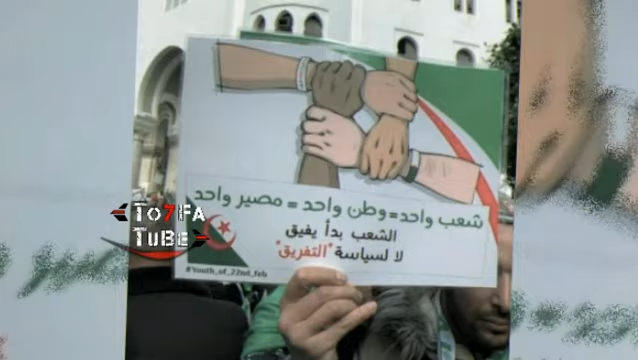 شعب واحد = وطن واحد = مصير واحد
الشعب بدأ يفيق
لا لسياسة "التفريق"
#Youth_of_22nd_feb
To7FA
TuBE